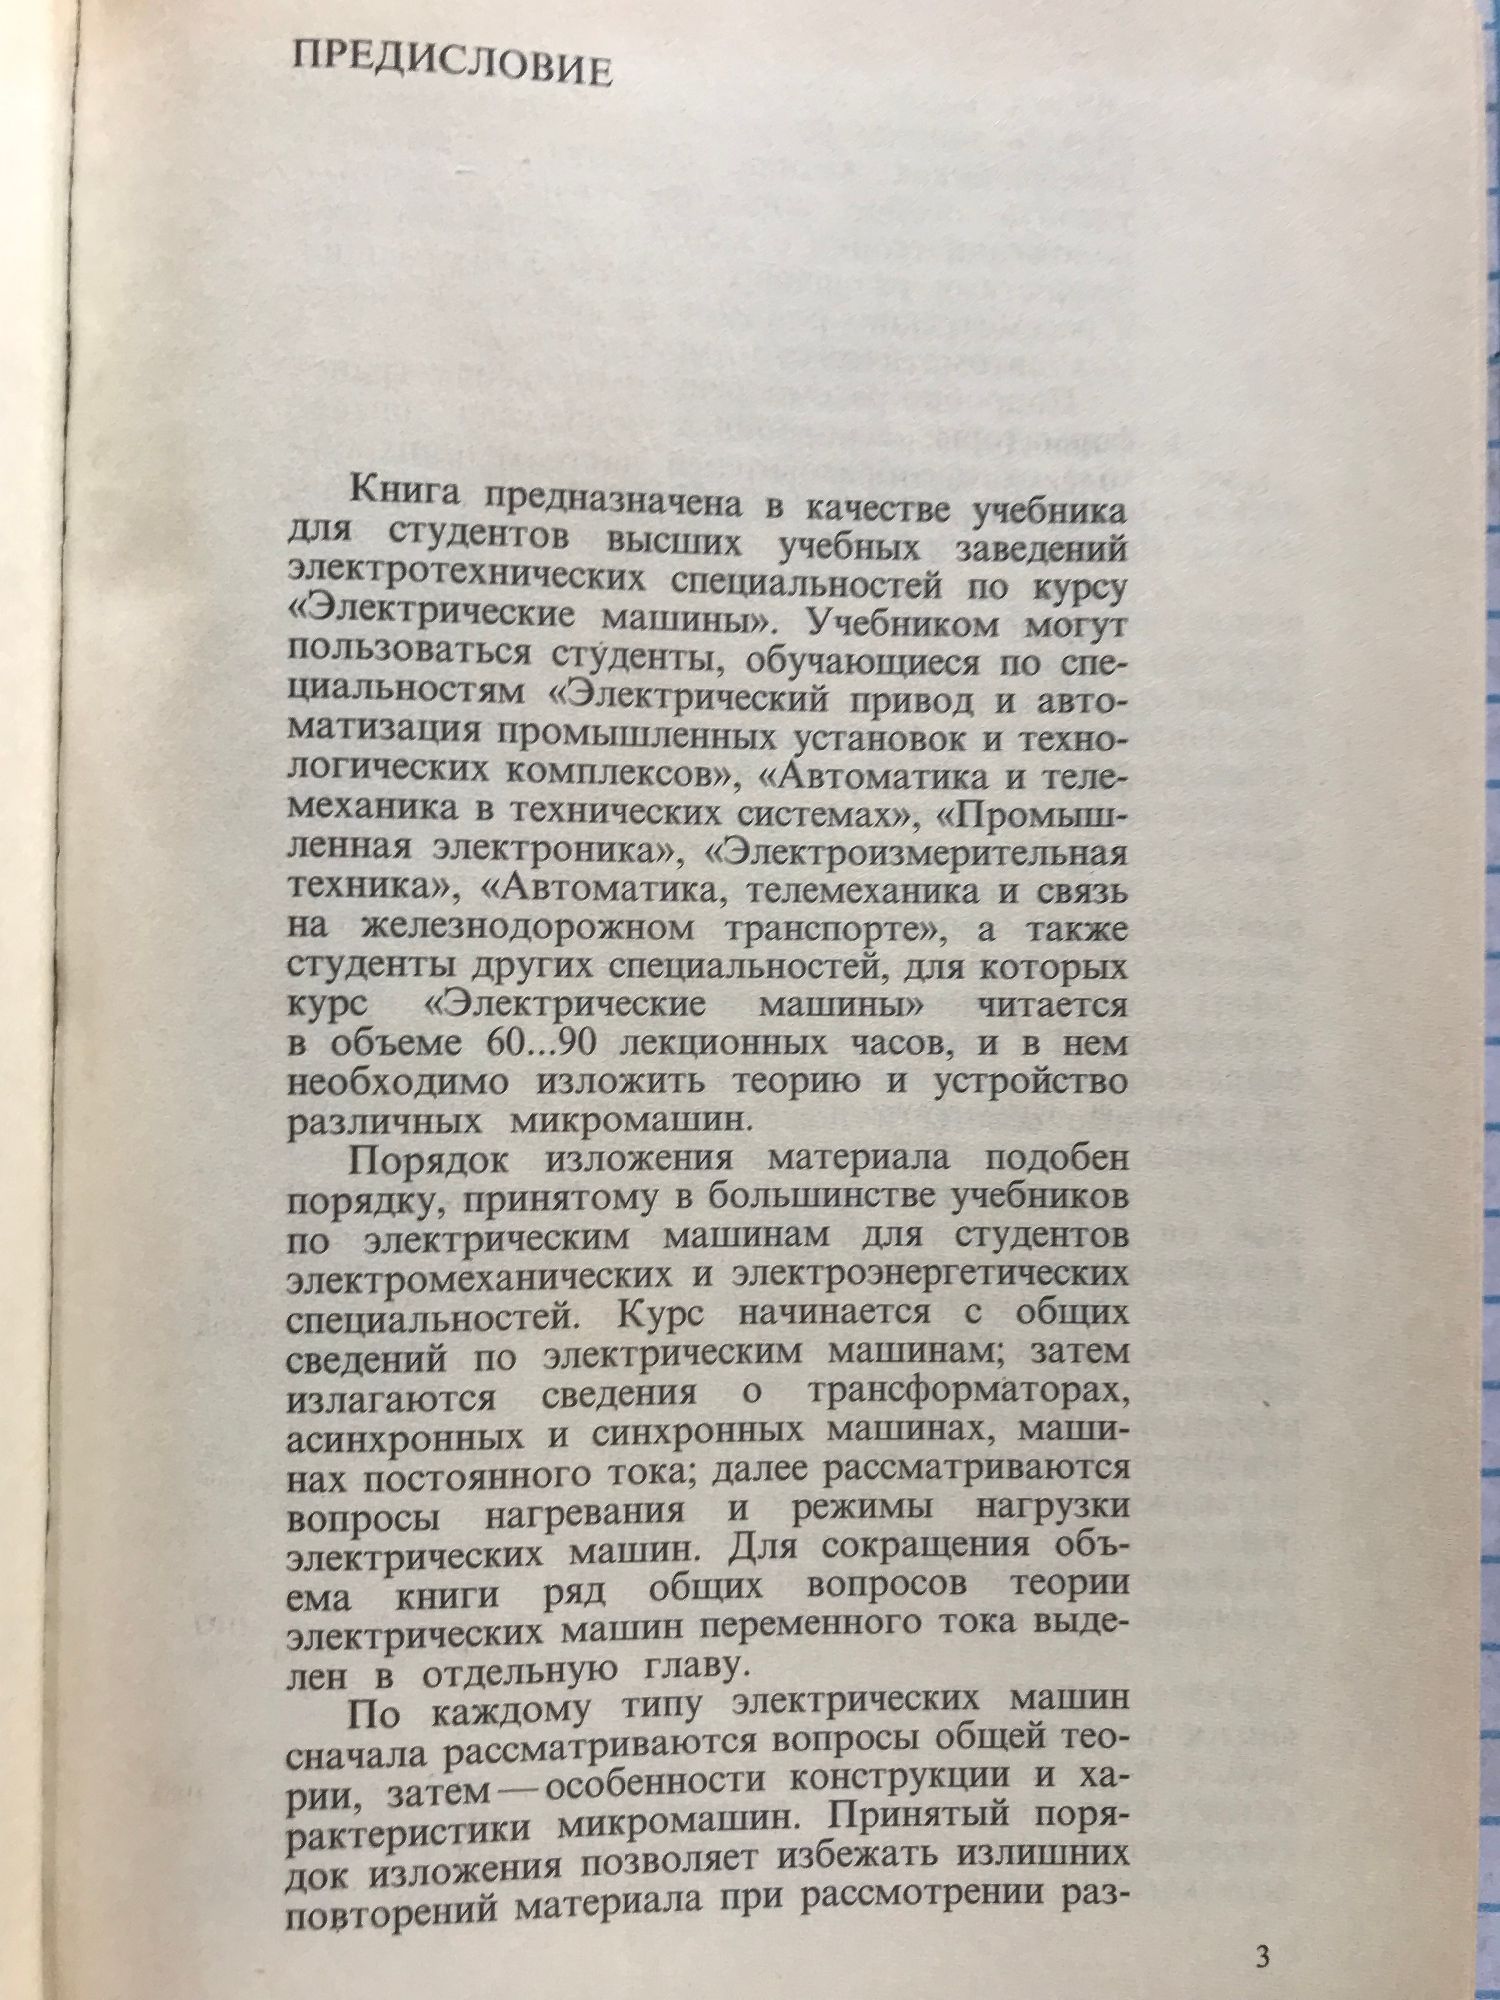 ПРЕДИСЛОВИЕ
Книга предназначена в качестве учебника
для студентов высших учебных заведений
электротехнических специальностей по курсу
«Электрические машины». Учебником могут
пользоваться студенты, обучающиеся по спе-
циальностям «Электрический привод и авто-
матизация промышленных установок и техно-
логических комплексов», «Автоматика и теле-
механика в технических системах», «Промыш-
ленная электроника», «Электроизмерительная
техника», «Автоматика, телемеханика и связь
на железнодорожном транспорте», а также
студенты других специальностей, для которых
курс «Электрические машины» читается
в объеме 60...90 лекционных часов, и в нем
необходимо изложить теорию и устройство
различных микромашин.
Порядок изложения материала подобен
порядку, принятому в большинстве учебников
по электрическим машинам для студентов
электромеханических и электроэнергетических
специальностей. Курс начинается с общих
сведений по электрическим машинам; затем
излагаются сведения о трансформаторах,
асинхронных и синхронных машинах, маши-
нах постоянного тока; далее рассматриваются
вопросы нагревания и режимы нагрузки
электрических машин. Для сокращения объ-
ема книги ряд общих вопросов теории
электрических машин переменного тока выде-
лен в отдельную главу.
По каждому типу электрических машин
сначала рассматриваются вопросы общей тео-
рии, затем — особенности конструкции и ха-
рактеристики микромашин. Принятый поря-
док изложения позволяет избежать излишних
повторений материала при рассмотрении раз-
3